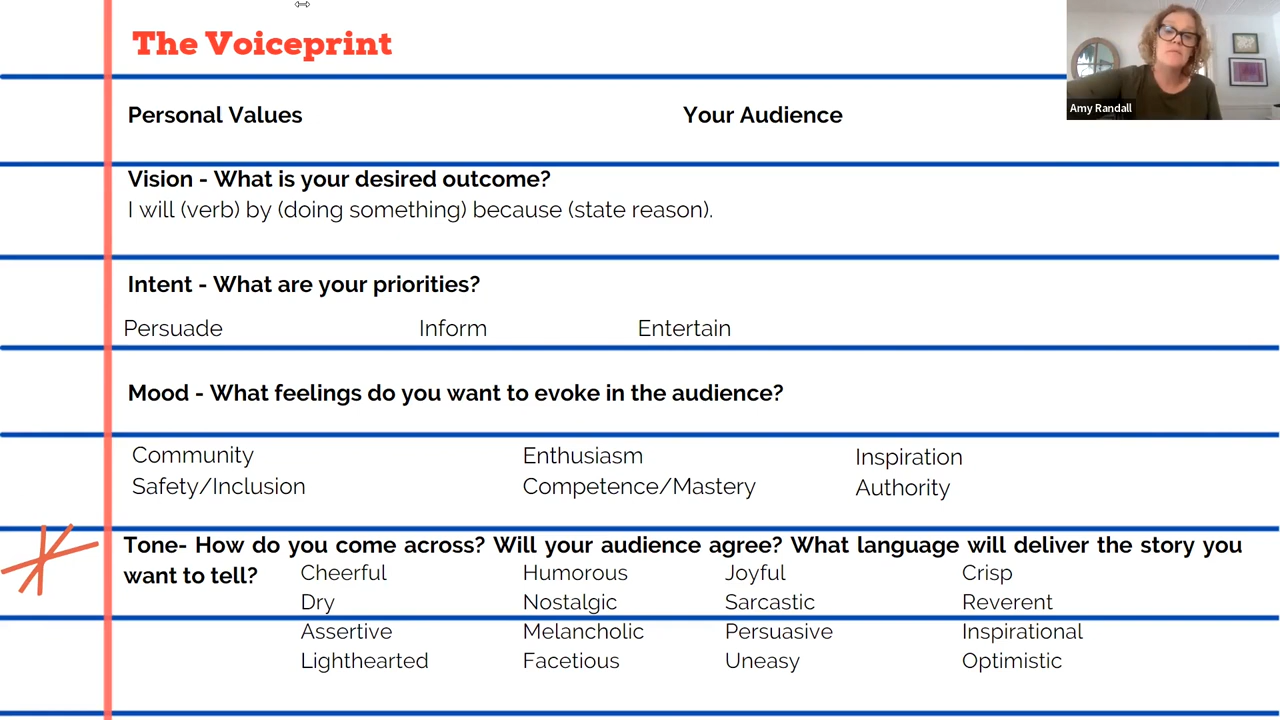 The Voiceprint
Amy Randall
Personal Values Your Audience
Vision - What is your desired outcome?
I will (verb) by (doing something) because (state reason).
Intent - What are your priorities?
Persuade Inform Entertain
Mood - What feelings do you want to evoke in the audience?
Community Enthusiasm Inspiration
Safety/Inclusion Competence/Mastery Authority
Tone- How do you come across? Will your audience agree? What language will deliver the story you
want to tell? Cheerful Humorous Joyful Crisp
Dry Nostalgic Sarcastic Reverent
Assertive Melancholic Persuasive Inspirational
Lighthearted Facetious Uneasy Optimistic